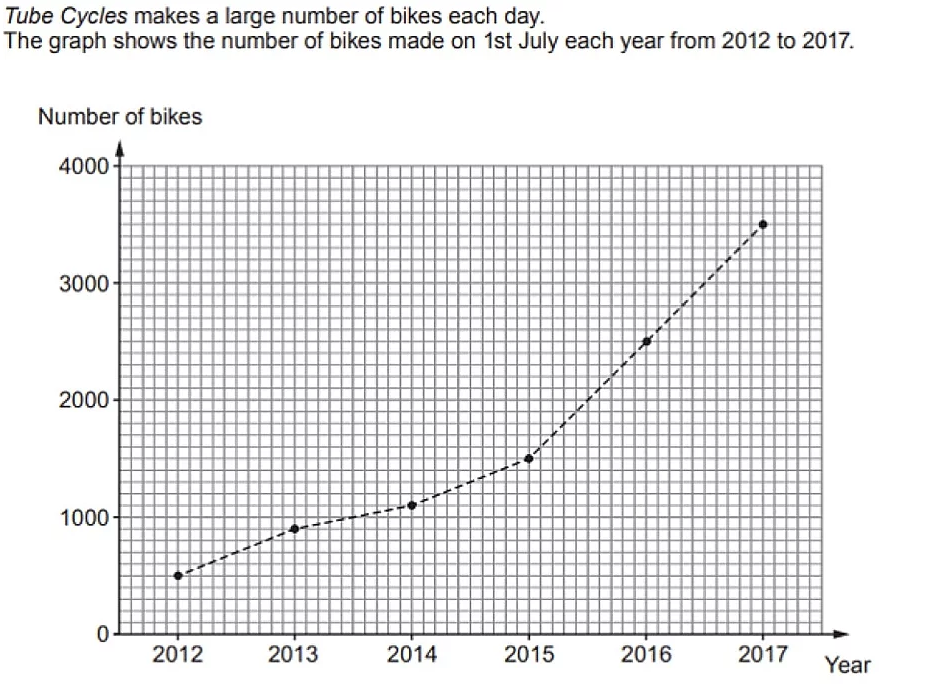 Tube Cycles makes a large number of bikes each day.
The graph shows the number of bikes made on 1st July each year from 2012 to 2017.
Number of bikes
4000
3000
2000
1000
0
2012 2013 2014 2015 2016 2017
Year